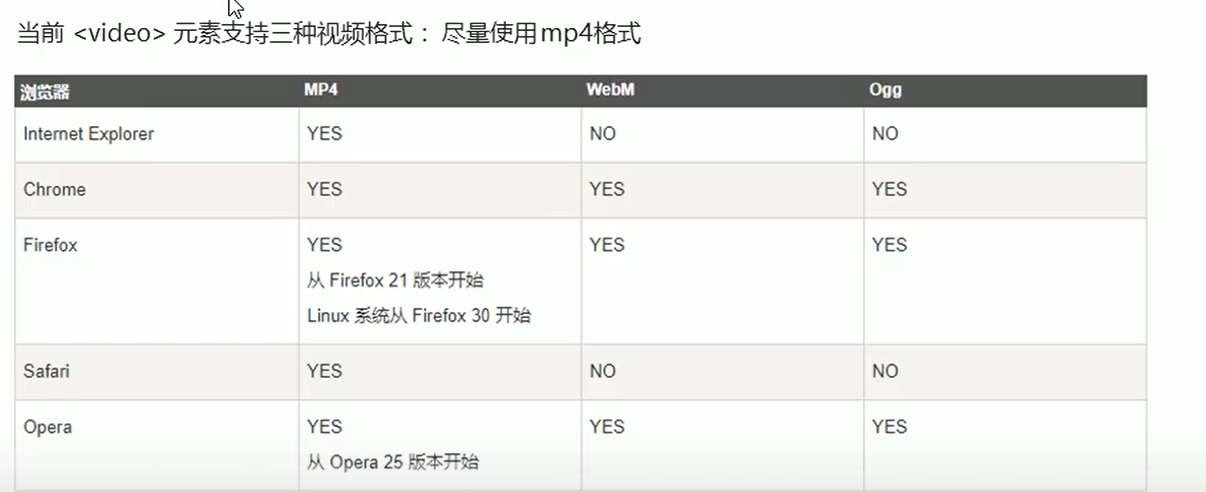 当前 <video> 元素支持三种视频格式： 尽量使用mp4格式
浏览器 MP4 WebM Ogg
Internet Explorer YES NO NO
Chrome YES YES YES
Firefox YES YES YES
从 Firefox 21 版本开始
Linux 系统从 Firefox 30 开始
Safari YES NO NO
Opera YES YES YES
从 Opera 25 版本开始